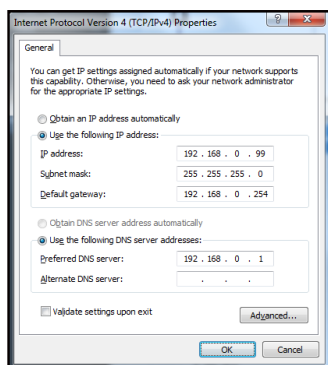 Internet Protocol Version 4 (TCP/IPv4) Properties
General
You can get IP settings assigned automatically if your network supports
this capability. Otherwise, you need to ask your network administrator
for the appropriate IP settings.
Obtain an IP address automatically
Use the following IP address:
IP address: 192 . 168 . 0 . 99
Subnet mask: 255 . 255 . 255 . 0
Default gateway: 192 . 168 . 0 . 254
Obtain DNS server address automatically
Use the following DNS server addresses:
Preferred DNS server: 192 . 168 . 0 . 1
Alternate DNS server: . . .
Validate settings upon exit
Advanced...
OK Cancel